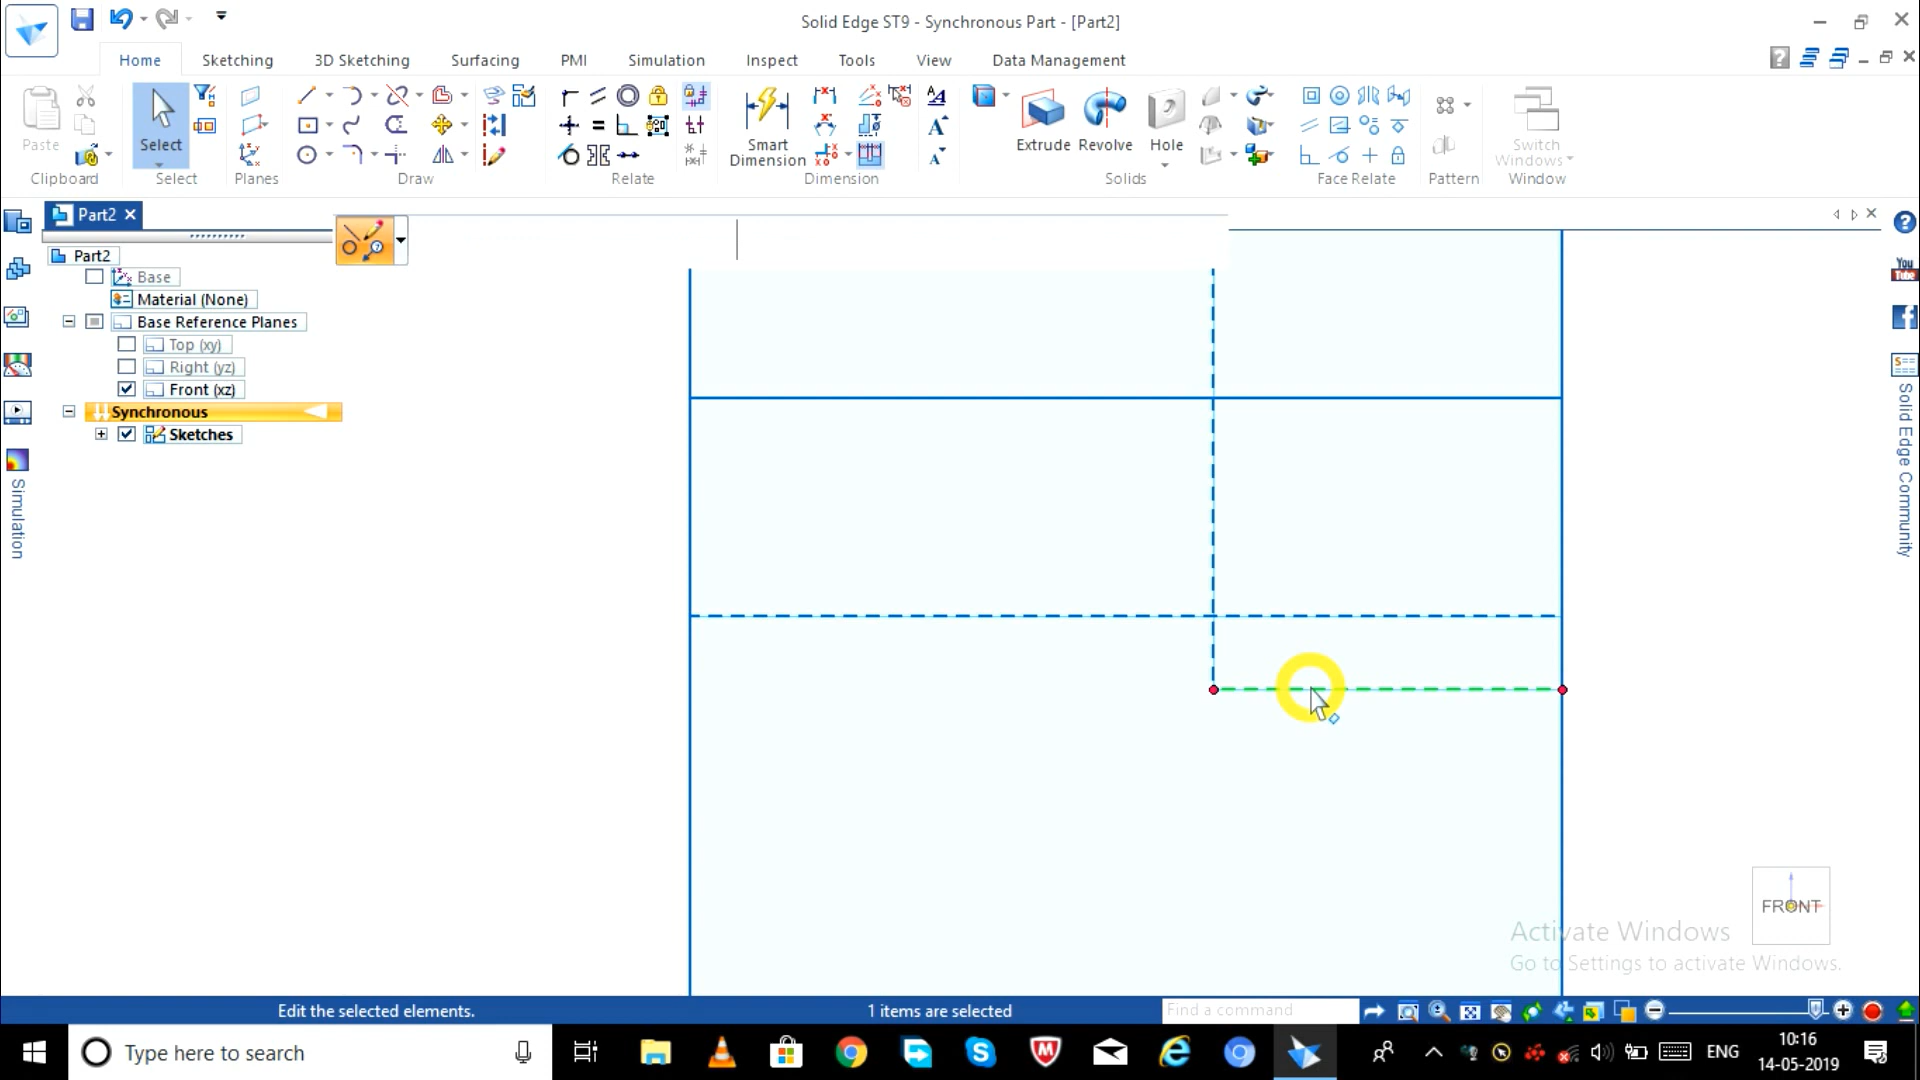 Solid Edge ST9 - Synchronous Part - [Part2]
Home Sketching 3D Sketching Surfacing PMI Simulation Inspect Tools View Data Management
Paste
Select
Smart Dimension
Extrude Revolve Hole
Switch Windows
Clipboard Select Planes Draw Relate Dimension Solids Face Relate Pattern Window
Part2
Part2
Base
Material (None)
Base Reference Planes
Top (xy)
Right (yz)
Front (xz)
Synchronous
Sketches
Simulation
You Tube
Solid Edge Community
FRONT
Activate Windows
Go to Settings to activate Windows.
Edit the selected elements.
1 items are selected
Find a command
Type here to search
ENG
10:16
14-05-2019